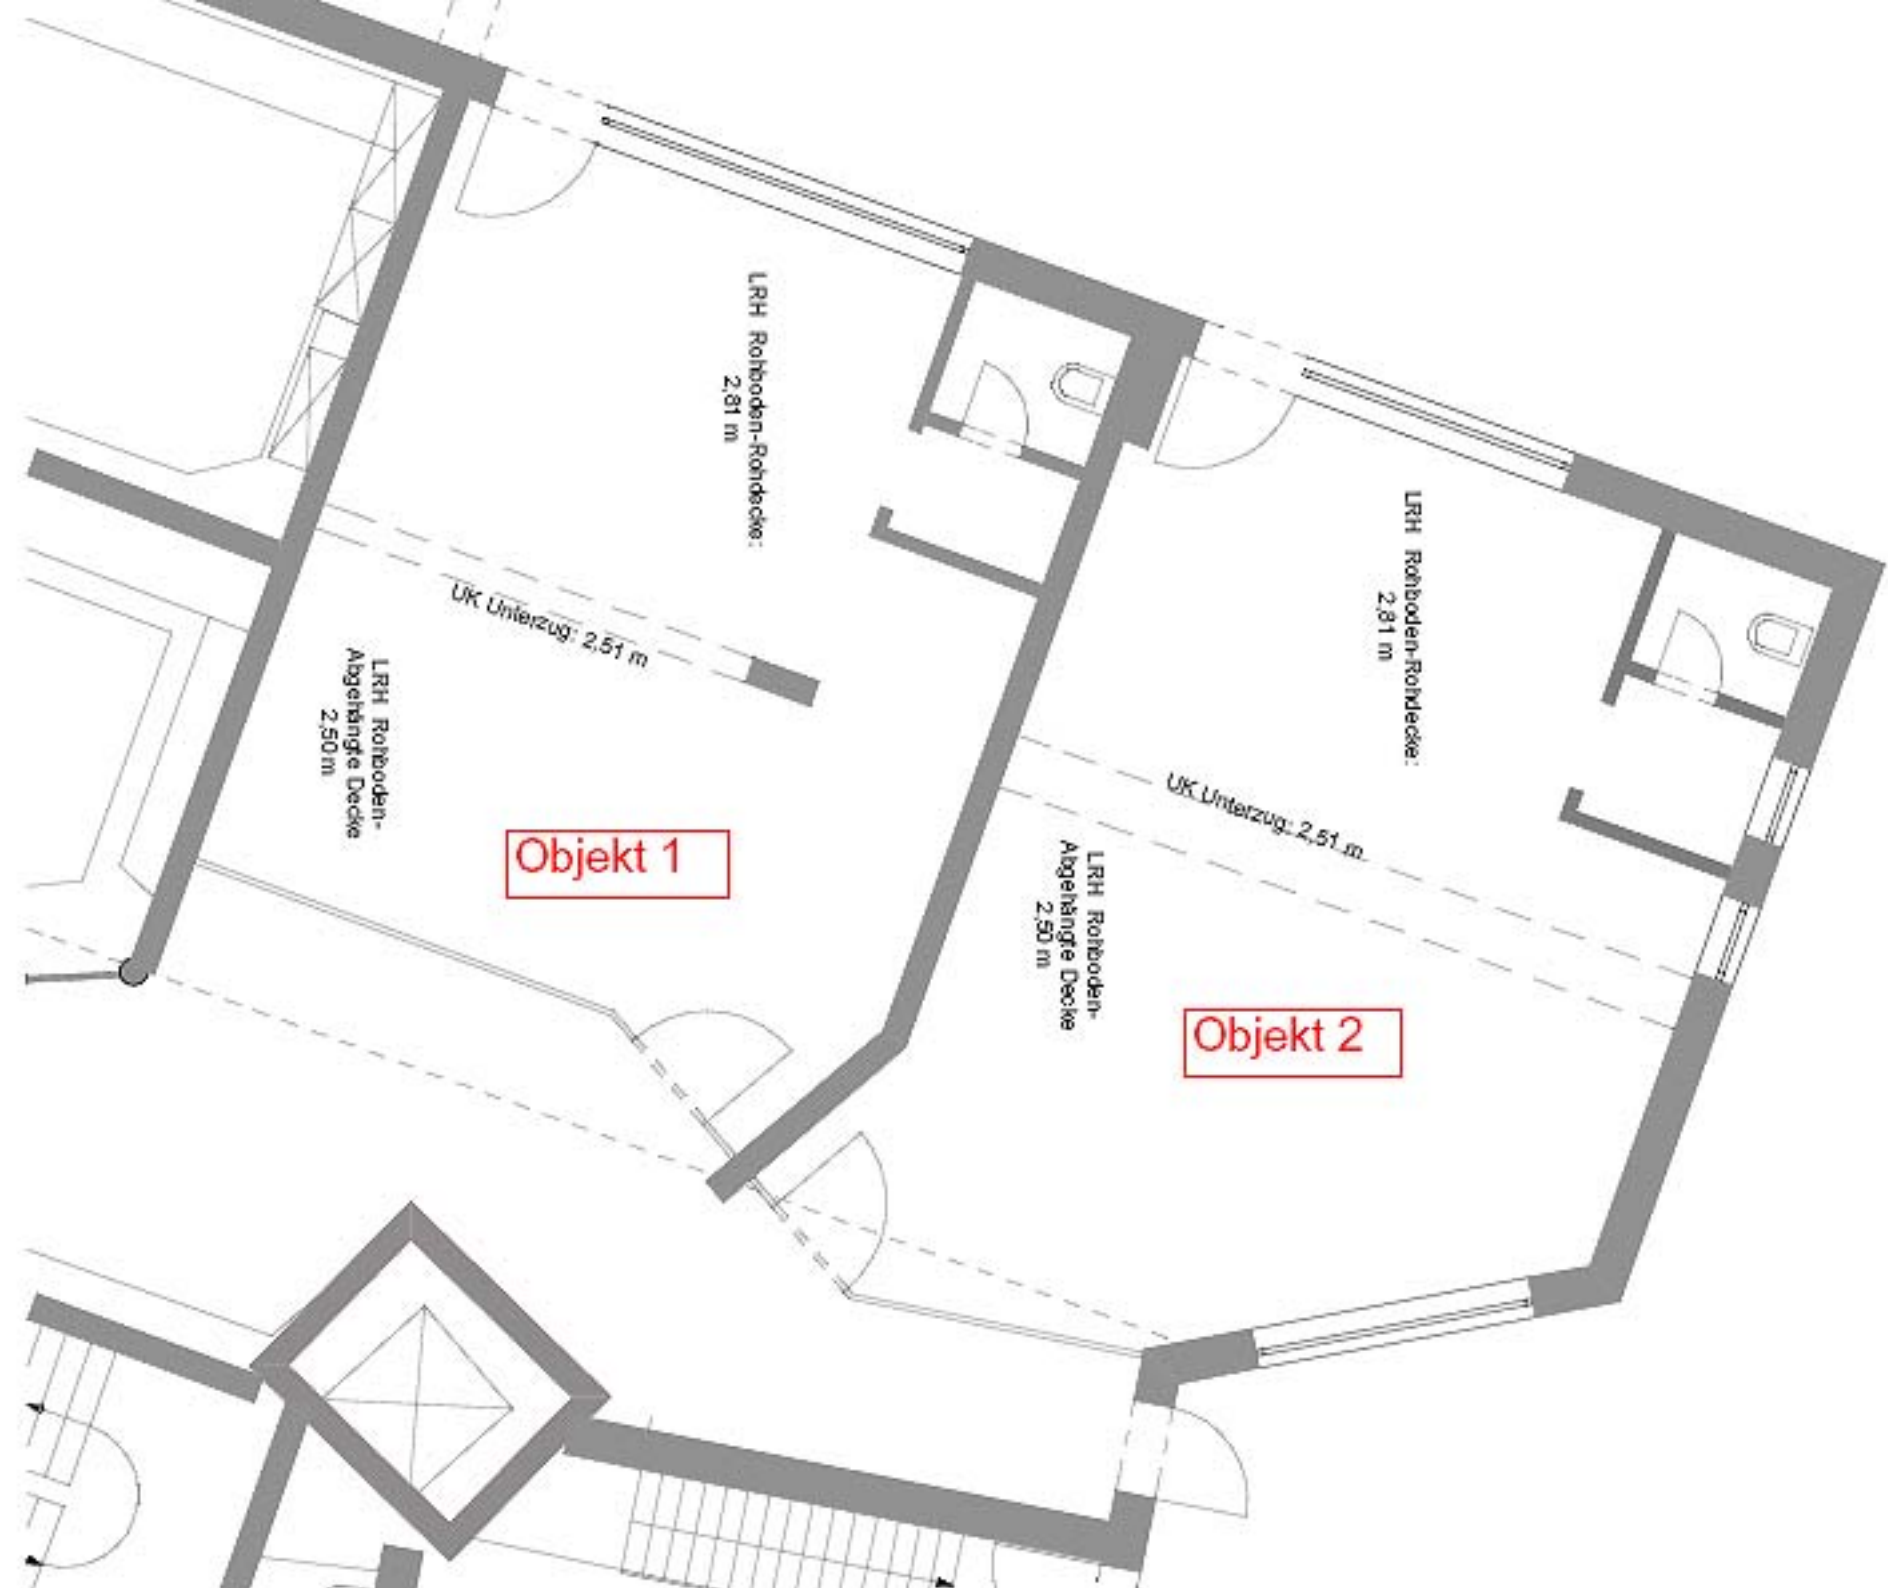 LRH Rohboden-Rohdecke:
2,81 m
UK Unterzug: 2,51 m
LRH Rohboden-
Abgehängte Decke
2,50 m
Objekt 1
LRH Rohboden-Rohdecke:
2,81 m
UK Unterzug: 2,51 m
LRH Rohboden-
Abgehängte Decke
2,50 m
Objekt 2